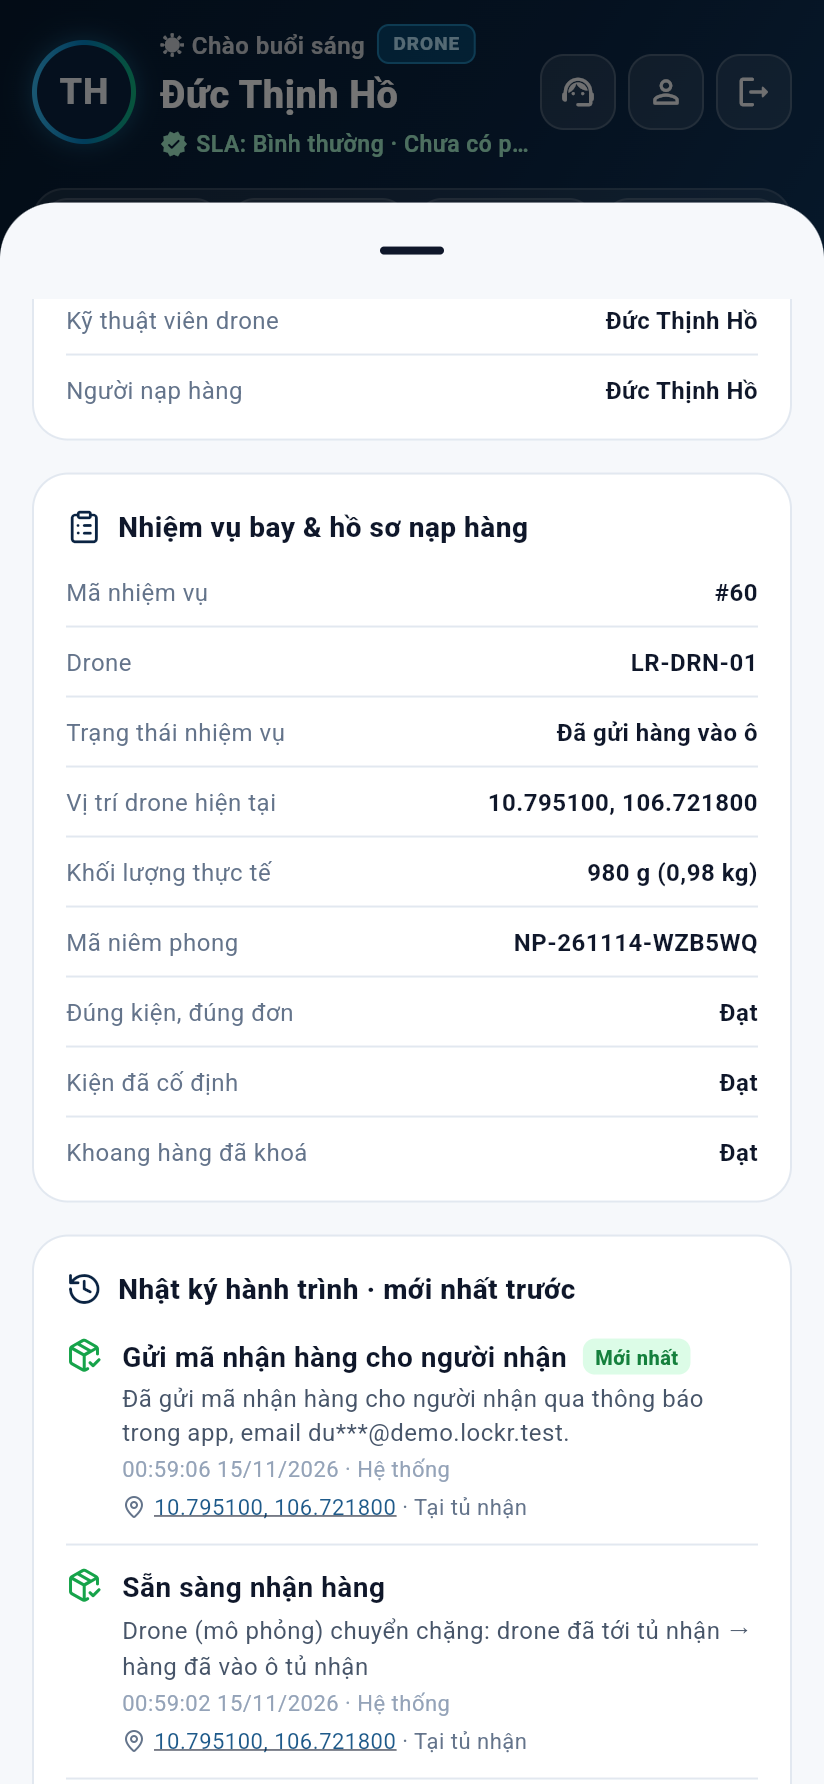 Chào buổi sáng DRONE
TH
Đức Thịnh Hồ
SLA: Bình thường · Chưa có p...
Kỹ thuật viên drone Đức Thịnh Hồ
Người nạp hàng Đức Thịnh Hồ
Nhiệm vụ bay & hồ sơ nạp hàng
Mã nhiệm vụ #60
Drone LR-DRN-01
Trạng thái nhiệm vụ Đã gửi hàng vào ô
Vị trí drone hiện tại 10.795100, 106.721800
Khối lượng thực tế 980 g (0,98 kg)
Mã niêm phong NP-261114-WZB5WQ
Đúng kiện, đúng đơn Đạt
Kiện đã cố định Đạt
Khoang hàng đã khoá Đạt
Nhật ký hành trình · mới nhất trước
Gửi mã nhận hàng cho người nhận Mới nhất
Đã gửi mã nhận hàng cho người nhận qua thông báo
trong app, email du***@demo.lockr.test.
00:59:06 15/11/2026 · Hệ thống
10.795100, 106.721800 · Tại tủ nhận
Sẵn sàng nhận hàng
Drone (mô phỏng) chuyển chặng: drone đã tới tủ nhận →
hàng đã vào ô tủ nhận
00:59:02 15/11/2026 · Hệ thống
10.795100, 106.721800 · Tại tủ nhận